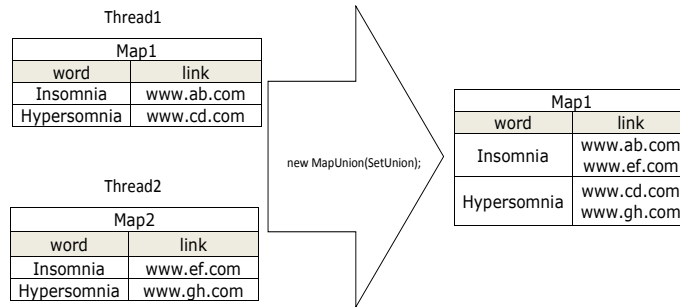 Thread1
Map1
word link
Insomnia www.ab.com
Hypersomnia www.cd.com
Thread2
Map2
word link
Insomnia www.ef.com
Hypersomnia www.gh.com
new MapUnion(SetUnion);
Map1
word link
Insomnia www.ab.com
www.ef.com
Hypersomnia www.cd.com
www.gh.com